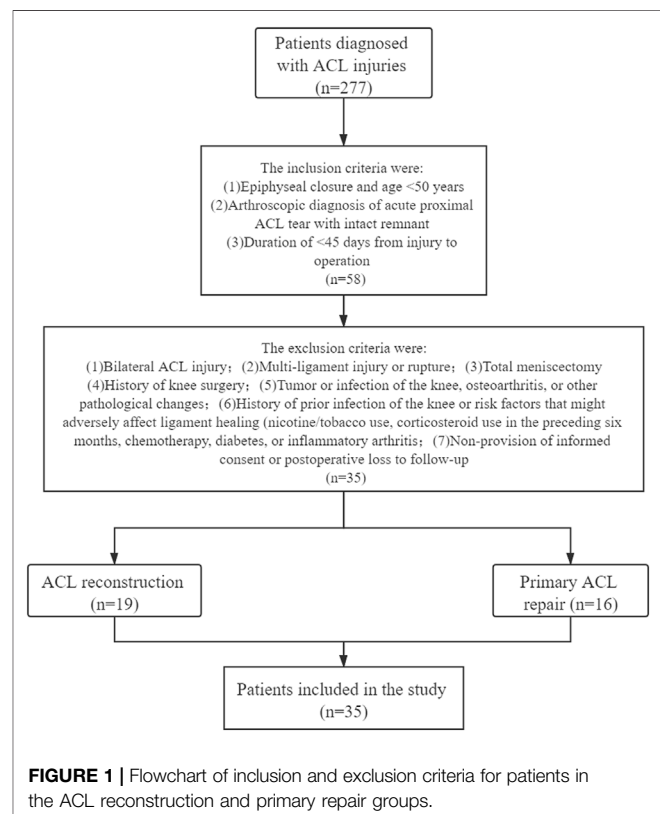 Patients diagnosed
with ACL injuries
(n=277)
The inclusion criteria were:
(1)Epiphyseal closure and age <50 years
(2)Arthroscopic diagnosis of acute proximal
ACL tear with intact remnant
(3)Duration of <45 days from injury to
operation
(n=58)
The exclusion criteria were:
(1)Bilateral ACL injury; (2)Multi-ligament injury or rupture; (3)Total meniscectomy
(4)History of knee surgery; (5)Tumor or infection of the knee, osteoarthritis, or other
pathological changes; (6)History of prior infection of the knee or risk factors that might
adversely affect ligament healing (nicotine/tobacco use, corticosteroid use in the preceding six
months, chemotherapy, diabetes, or inflammatory arthritis; (7)Non-provision of informed
consent or postoperative loss to follow-up
(n=35)
ACL reconstruction
(n=19)
Primary ACL
repair (n=16)
Patients included in the study
(n=35)
FIGURE 1 | Flowchart of inclusion and exclusion criteria for patients in
the ACL reconstruction and primary repair groups.